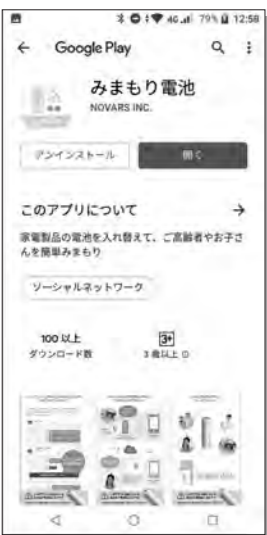 4G 79% 12:58
← Google Play
みまもり電池
NOVARS INC.
アンインストール 開く
このアプリについて →
家電製品の電池を入れ替えて、ご高齢者やお子さ
んを簡単みまもり
ソーシャルネットワーク
100 以上 3+
ダウンロード数 3 歳以上